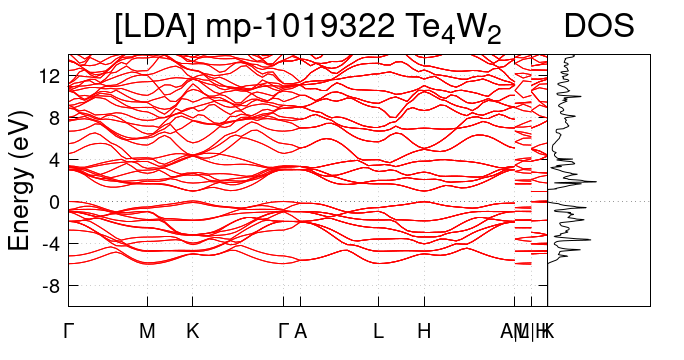 [LDA] mp-1019322 Te4W2 DOS
12
8
4
0
-4
-8
Energy (eV)
Γ M K Γ A L H A|M L|H K